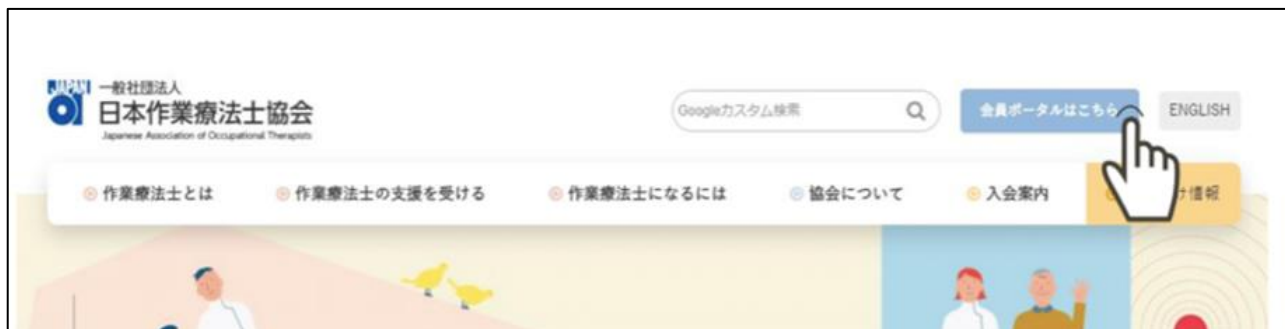 JAPAN
一般社団法人
日本作業療法士協会
Japanese Association of Occupational Therapists
Googleカスタム検索
会員ポータルはこちら
ENGLISH
作業療法士とは
作業療法士の支援を受ける
作業療法士になるには
協会について
入会案内
け情報